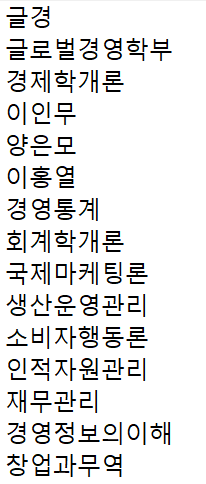 글경
글로벌경영학부
경제학개론
이인무
양은모
이홍열
경영통계
회계학개론
국제마케팅론
생산운영관리
소비자행동론
인적자원관리
재무관리
경영정보의이해
창업과무역